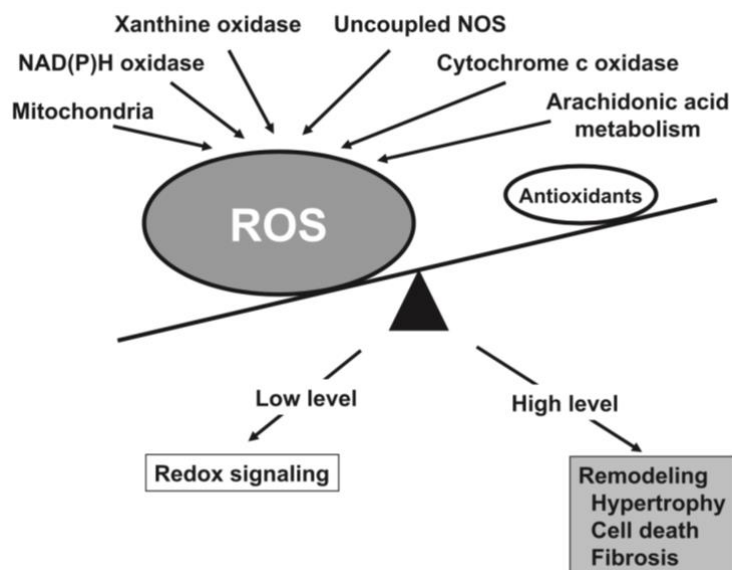 Xanthine oxidase
Uncoupled NOS
NAD(P)H oxidase
Cytochrome c oxidase
Mitochondria
Arachidonic acid
metabolism
Antioxidants
ROS
Low level
High level
Redox signaling
Remodeling
Hypertrophy
Cell death
Fibrosis